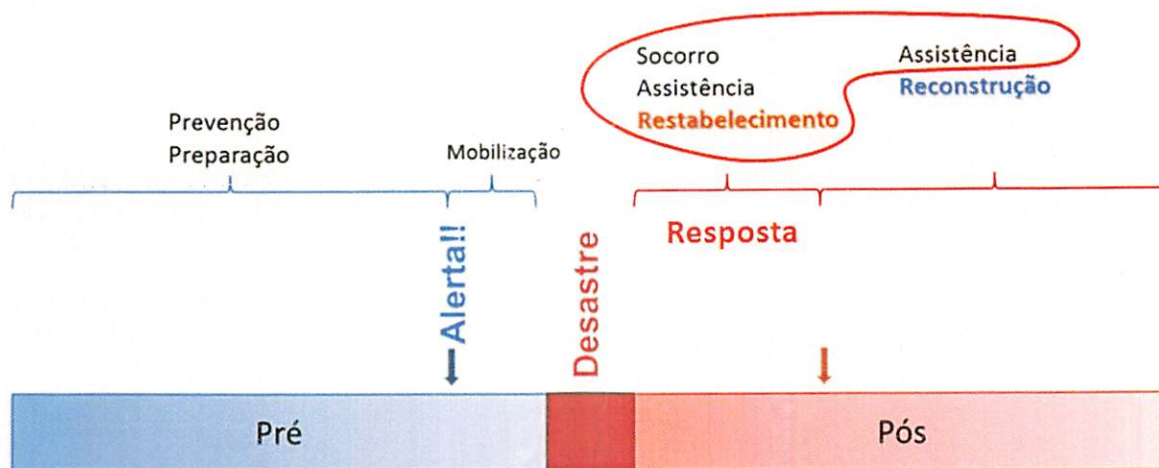 Socorro
Assistência
Restabelecimento
Assistência
Reconstrução
Prevenção
Preparação
Mobilização
Alerta!!
Desastre
Resposta
Pré
Pós